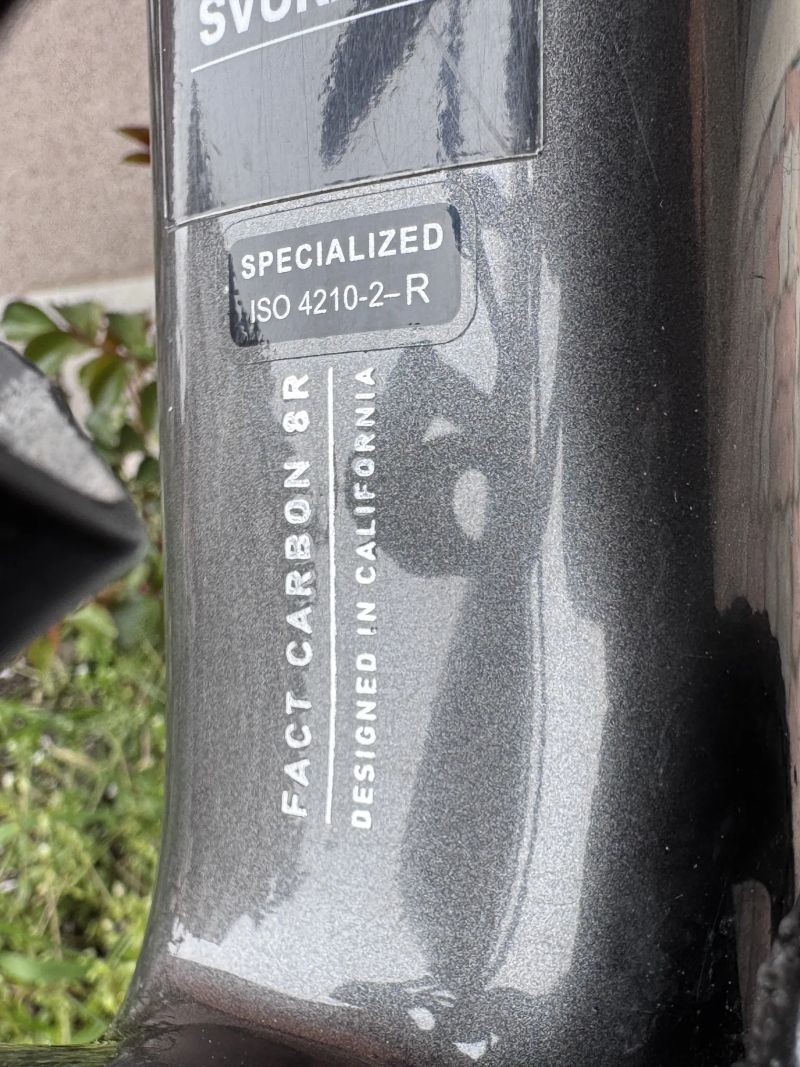 SPECIALIZED
ISO 4210-2-R
FACT CARBON 8R
DESIGNED IN CALIFORNIA